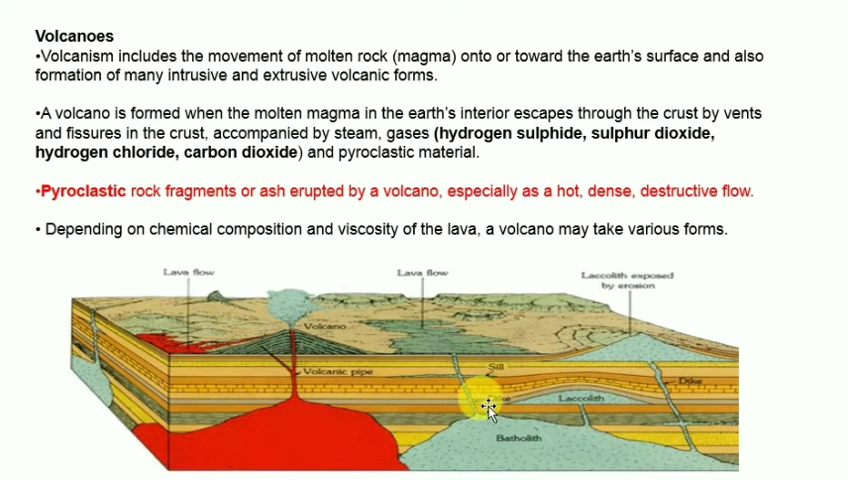 Volcanoes
•Volcanism includes the movement of molten rock (magma) onto or toward the earth's surface and also
formation of many intrusive and extrusive volcanic forms.
•A volcano is formed when the molten magma in the earth's interior escapes through the crust by vents
and fissures in the crust, accompanied by steam, gases (hydrogen sulphide, sulphur dioxide,
hydrogen chloride, carbon dioxide) and pyroclastic material.
•Pyroclastic rock fragments or ash erupted by a volcano, especially as a hot, dense, destructive flow.
• Depending on chemical composition and viscosity of the lava, a volcano may take various forms.
Lava flow
Lava flow
Laccolith exposed
by erosion
Volcano
Volcanic pipe
Sill
Dike
Laccolith
Batholith